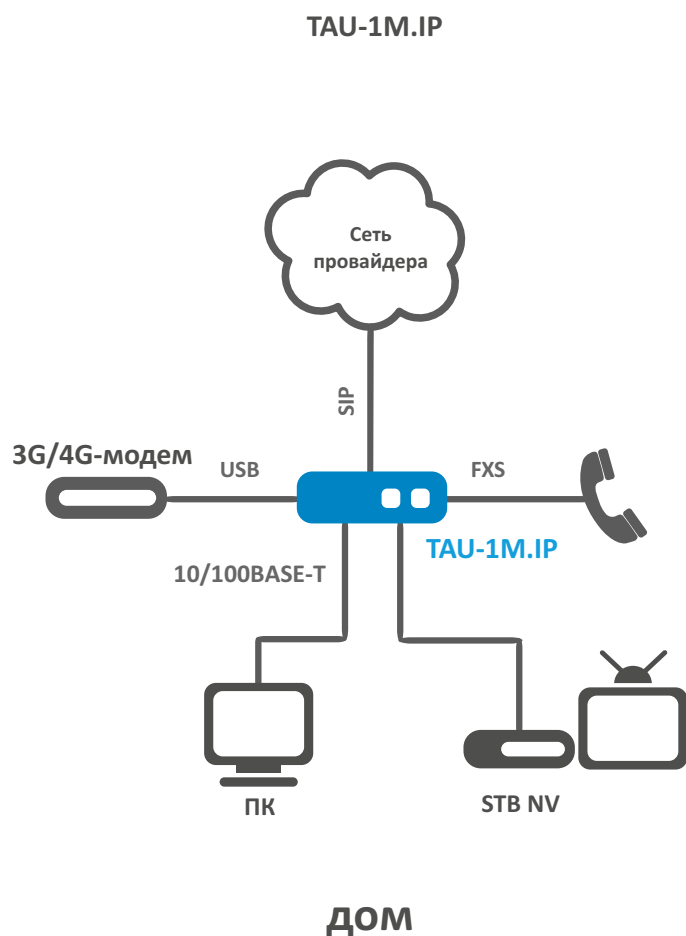 TAU-1M.IP
Сеть
провайдера
SIP
3G/4G-модем
USB
FXS
TAU-1M.IP
10/100BASE-T
ПК
STB NV
ДОМ